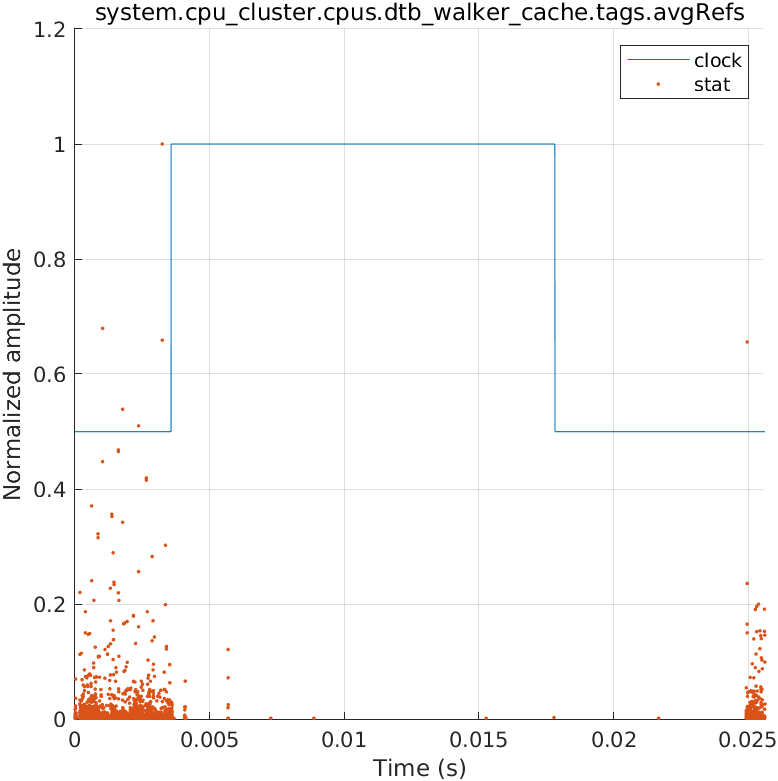 system.cpu_cluster.cpus.dtb_walker_cache.tags.avgRefs
1.2
clock
stat
1
0.8
Normalized amplitude
0.6
0.4
0.2
0
0 0.005 0.01 0.015 0.02 0.025
Time (s)